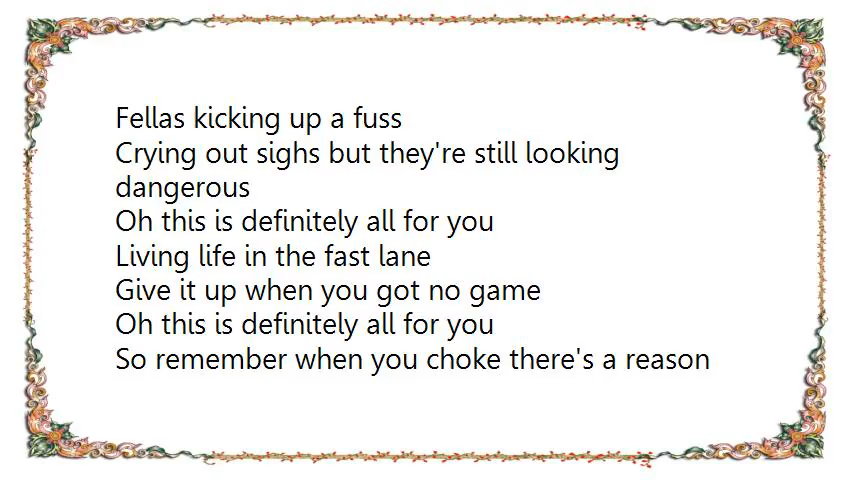 Fellas kicking up a fuss
Crying out sighs but they're still looking
dangerous
Oh this is definitely all for you
Living life in the fast lane
Give it up when you got no game
Oh this is definitely all for you
So remember when you choke there's a reason